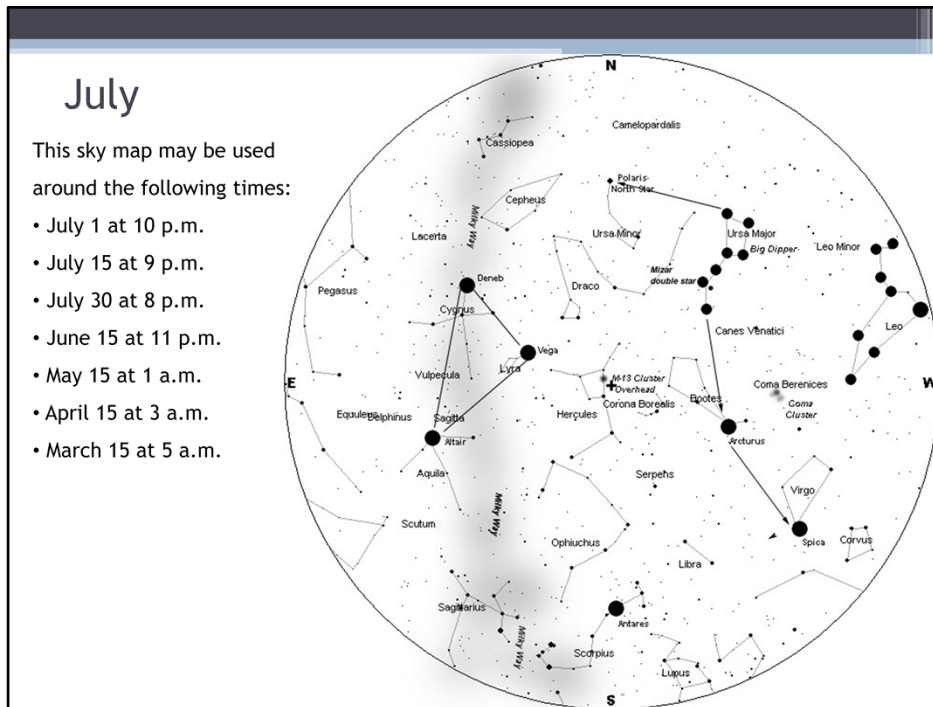 July
This sky map may be used
around the following times:
• July 1 at 10 p.m.
• July 15 at 9 p.m.
• July 30 at 8 p.m.
• June 15 at 11 p.m.
• May 15 at 1 a.m.
• April 15 at 3 a.m.
• March 15 at 5 a.m.
N
Camelopardalis
Cassiopea
Polaris-
North Star
Cepheus
Milky Way
Lacerta
Ursa Minor
Ursa Major
Big Dipper
Leo Minor
Mizar
double star
Deneb
Draco
Pegasus
Cygnus
Canes Venatici
Leo
Vega
Lyra
Vulpecula
M-13 Cluster
Overhead
E
W
Coma Berenices
Coma
Cluster
Bootes
Corona Borealis
Hercules
Equuleus
Delphinus
Sagitta
Altair
Arcturus
Aquila
Serpens
Virgo
Milky Way
Scutum
Ophiuchus
Spica
Corvus
Libra
Sagittarius
Antares
Milky Way
Scorpius
Lupus
S